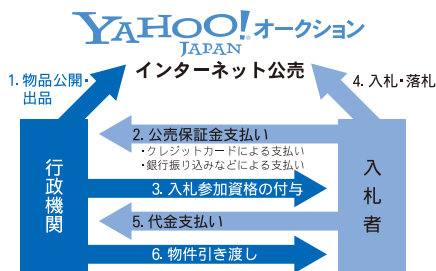 YAHOO! オークション
JAPAN
インターネット公売
1. 物品公開・
出品
4. 入札・落札
2. 公売保証金支払い
・クレジットカードによる支払い
・銀行振り込みなどによる支払い
行政機関
入札者
3. 入札参加資格の付与
5. 代金支払い
6. 物件引き渡し